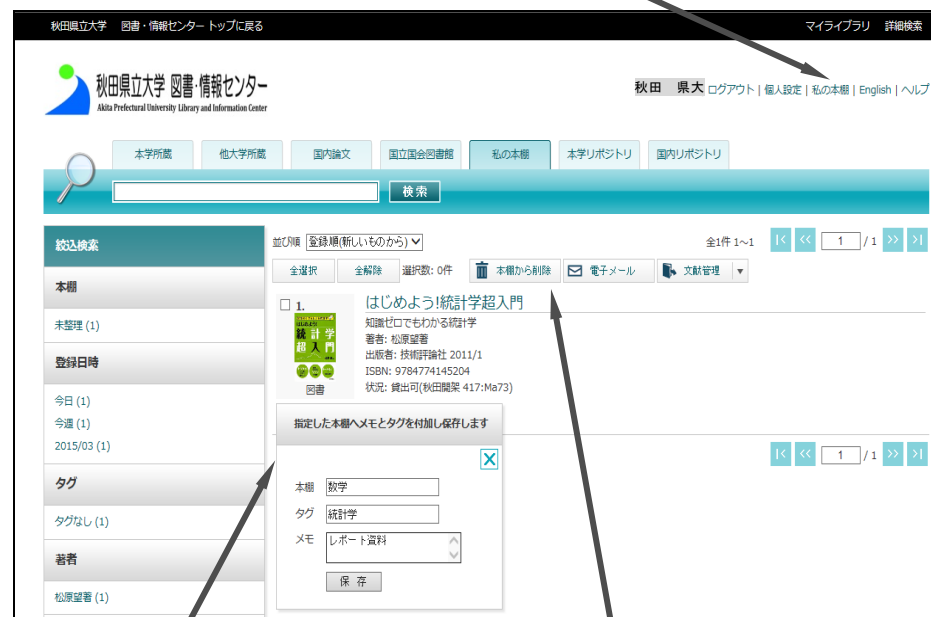 秋田県立大学 図書・情報センター トップに戻る
マイライブラリ 詳細検索
秋田県立大学 図書・情報センター
Akita Prefectural University Library and Information Center
秋田 県大 ログアウト | 個人設定 | 私の本棚 | English | ヘルプ
本学所蔵 他大学所蔵 国内論文 国立国会図書館 私の本棚 本学リポジトリ 国内リポジトリ
検索
絞込検索
本棚
未整理 (1)
登録日時
今日 (1)
今週 (1)
2015/03 (1)
タグ
タグなし (1)
著者
松原望著 (1)
並び順 登録順(新しいものから)
全1件 1~1
|< << 1 / 1 >> >|
全選択 全解除 選択数: 0件 本棚から削除 電子メール 文献管理 ▼
1.
はじめよう!統計学超入門
知識ゼロでもわかる統計学
著者: 松原望著
出版者: 技術評論社 2011/1
ISBN: 9784774145204
状況: 貸出可(秋田開架 417:Ma73)
統計学
超入門
図書
指定した本棚へメモとタグを付加し保存します
X
本棚 数学
タグ 統計学
メモ レポート資料
保存
|< << 1 / 1 >> >|